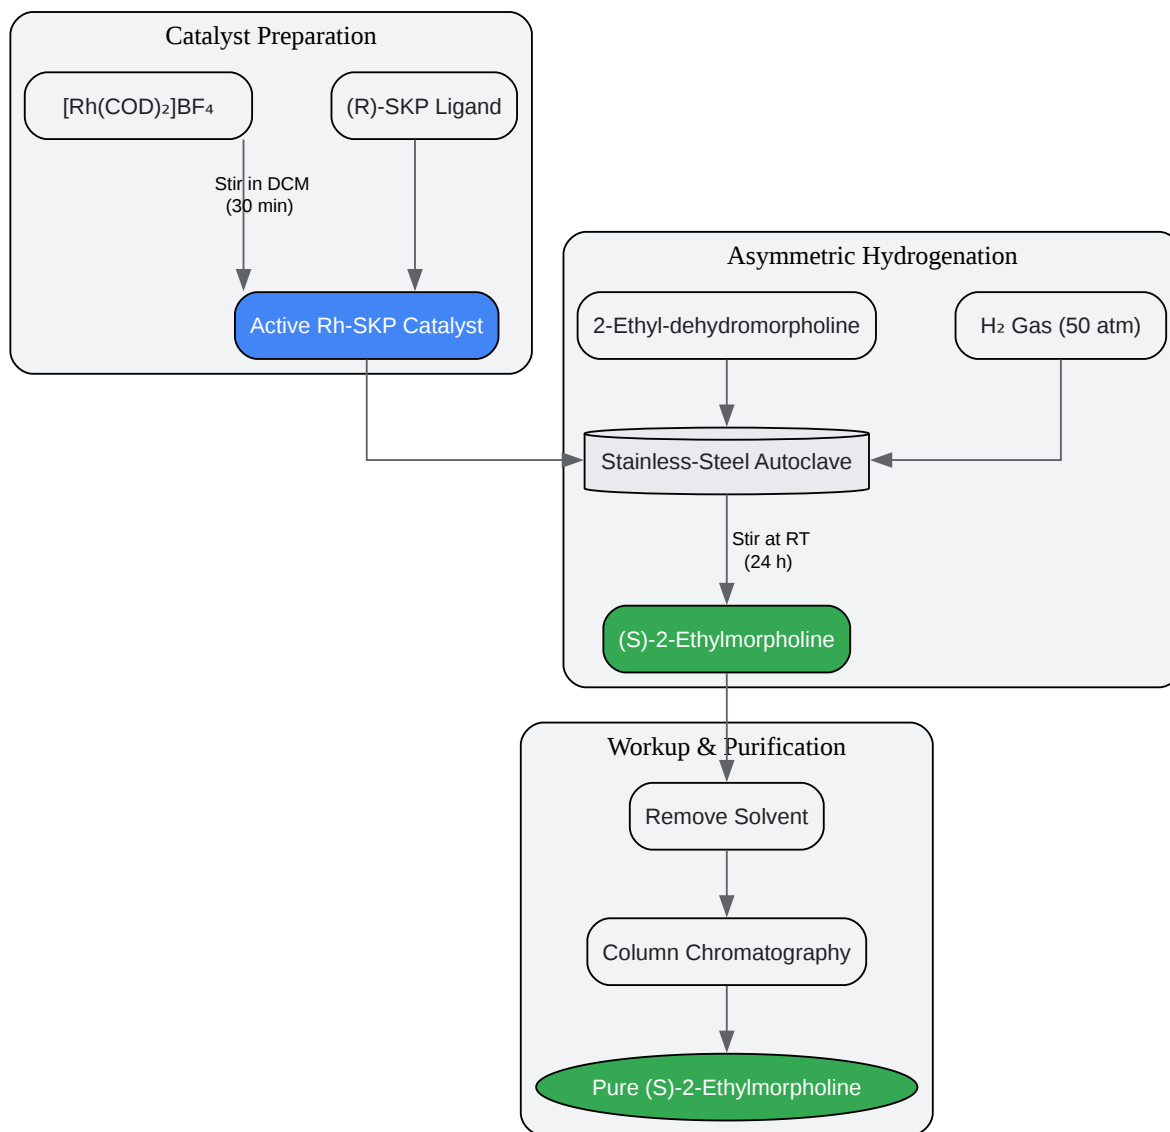 Catalyst Preparation
[Rh(COD)₂]BF₄
(R)-SKP Ligand
Stir in DCM
(30 min)
Active Rh-SKP Catalyst
Asymmetric Hydrogenation
2-Ethyl-dehydromorpholine
H₂ Gas (50 atm)
Stainless-Steel Autoclave
Stir at RT
(24 h)
(S)-2-Ethylmorpholine
Workup & Purification
Remove Solvent
Column Chromatography
Pure (S)-2-Ethylmorpholine